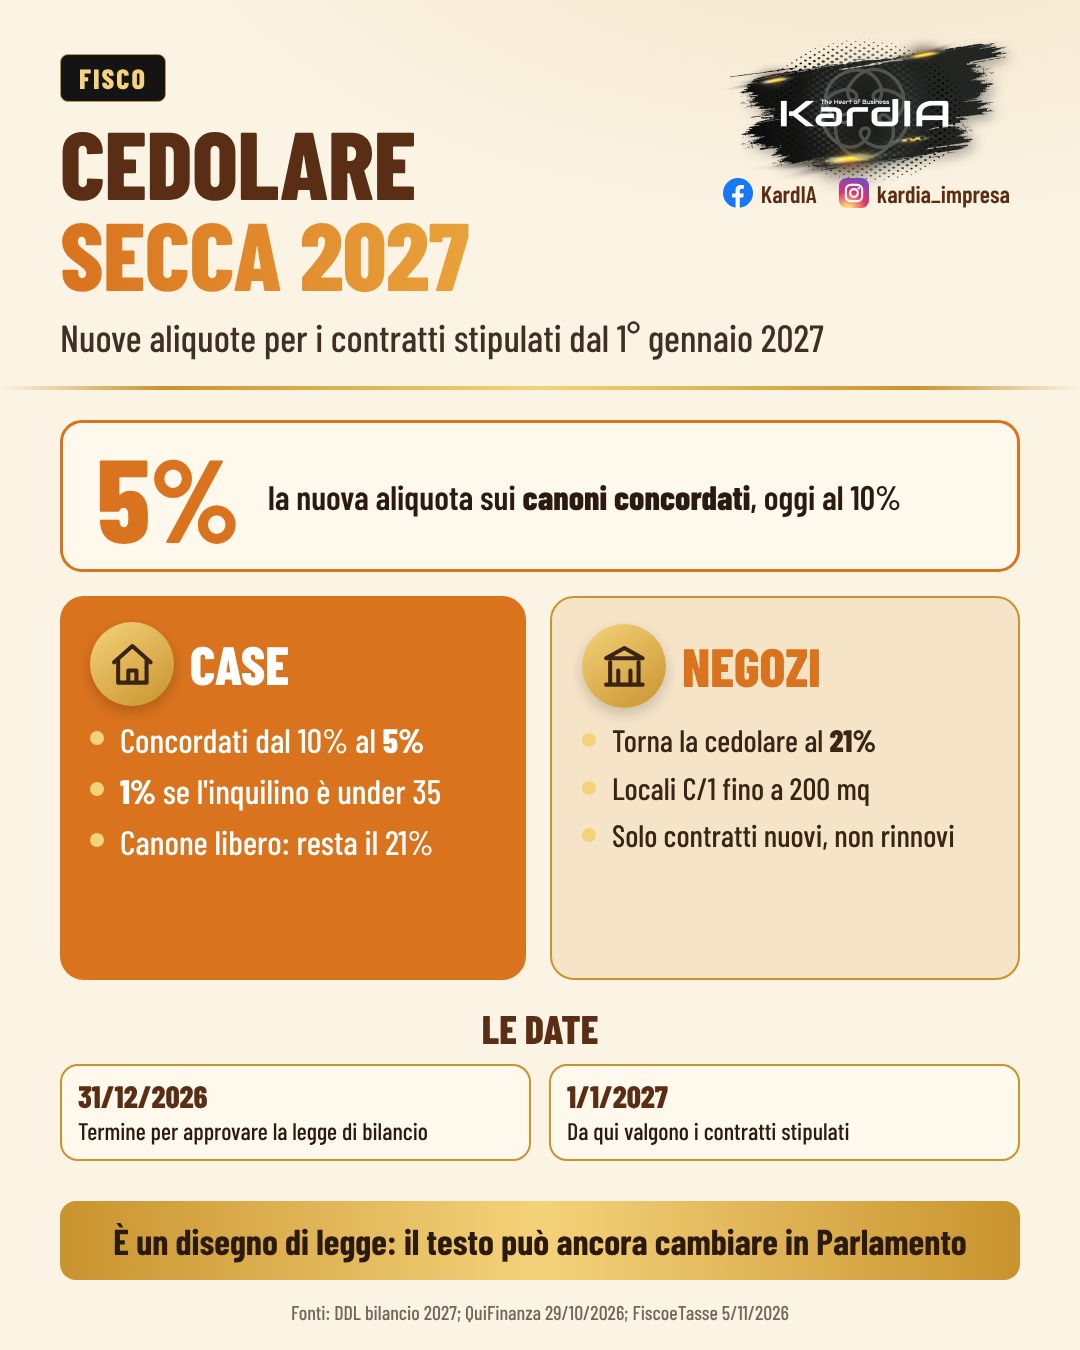 FISCO
CEDOLARE
SECCA 2027
The Heart of Business
KardIA
KardIA kardia_impresa
Nuove aliquote per i contratti stipulati dal 1° gennaio 2027
5% la nuova aliquota sui canoni concordati, oggi al 10%
CASE
Concordati dal 10% al 5%
1% se l'inquilino è under 35
Canone libero: resta il 21%
NEGOZI
Torna la cedolare al 21%
Locali C/1 fino a 200 mq
Solo contratti nuovi, non rinnovi
LE DATE
31/12/2026
Termine per approvare la legge di bilancio
1/1/2027
Da qui valgono i contratti stipulati
È un disegno di legge: il testo può ancora cambiare in Parlamento
Fonti: DDL bilancio 2027; QuiFinanza 29/10/2026; FiscoeTasse 5/11/2026